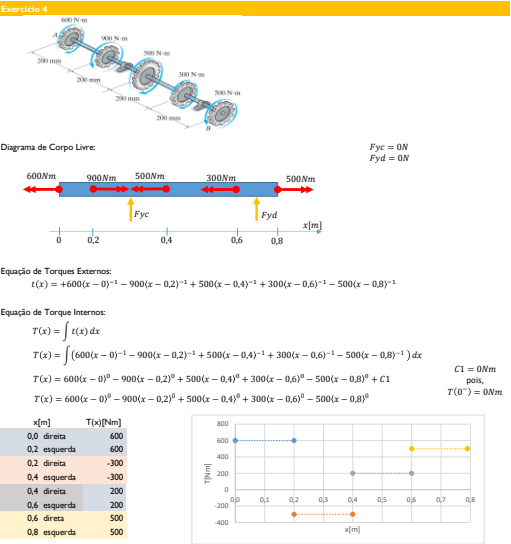 Exercício 4
600 N·m
A
900 N·m
200 mm
500 N·m
200 mm
300 N·m
200 mm
500 N·m
200 mm
B
Diagrama de Corpo Livre:
Fyc = 0N
Fyd = 0N
600Nm 900Nm 500Nm 300Nm 500Nm
Fyc Fyd
x[m]
0 0,2 0,4 0,6 0,8
Equação de Torques Externos:
t(x) = +600⟨x − 0⟩⁻¹ − 900⟨x − 0,2⟩⁻¹ + 500⟨x − 0,4⟩⁻¹ + 300⟨x − 0,6⟩⁻¹ − 500⟨x − 0,8⟩⁻¹
Equação de Torque Internos:
T(x) = ∫ t(x) dx
T(x) = ∫(600⟨x − 0⟩⁻¹ − 900⟨x − 0,2⟩⁻¹ + 500⟨x − 0,4⟩⁻¹ + 300⟨x − 0,6⟩⁻¹ − 500⟨x − 0,8⟩⁻¹) dx
T(x) = 600⟨x − 0⟩⁰ − 900⟨x − 0,2⟩⁰ + 500⟨x − 0,4⟩⁰ + 300⟨x − 0,6⟩⁰ − 500⟨x − 0,8⟩⁰ + C1
C1 = 0Nm
pois,
T(0⁻) = 0Nm
T(x) = 600⟨x − 0⟩⁰ − 900⟨x − 0,2⟩⁰ + 500⟨x − 0,4⟩⁰ + 300⟨x − 0,6⟩⁰ − 500⟨x − 0,8⟩⁰
x[m] T(x)[Nm]
0,0 direita 600
0,2 esquerda 600
0,2 direita -300
0,4 esquerda -300
0,4 direita 200
0,6 esquerda 200
0,6 direta 500
0,8 esquerda 500
800
600
400
200
0
-200
-400
T[Nm]
0,0 0,1 0,2 0,3 0,4 0,5 0,6 0,7 0,8
x[m]